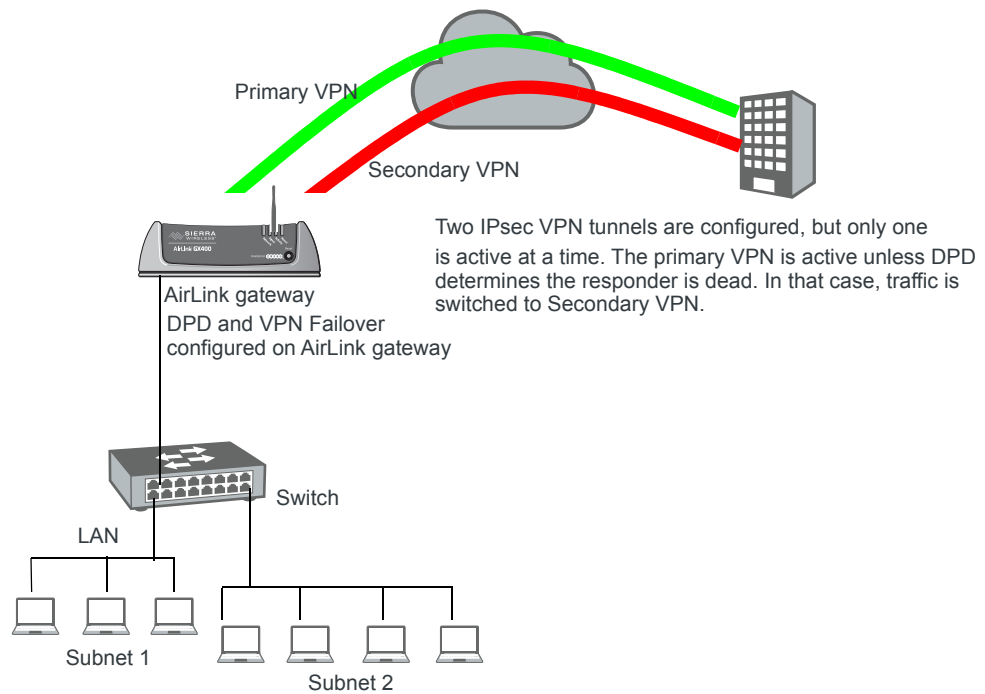 Primary VPN
Secondary VPN
SIERRA
WIRELESS
AirLink GX400
Two IPsec VPN tunnels are configured, but only one
is active at a time. The primary VPN is active unless DPD
determines the responder is dead. In that case, traffic is
switched to Secondary VPN.
AirLink gateway
DPD and VPN Failover
configured on AirLink gateway
Switch
LAN
Subnet 1
Subnet 2